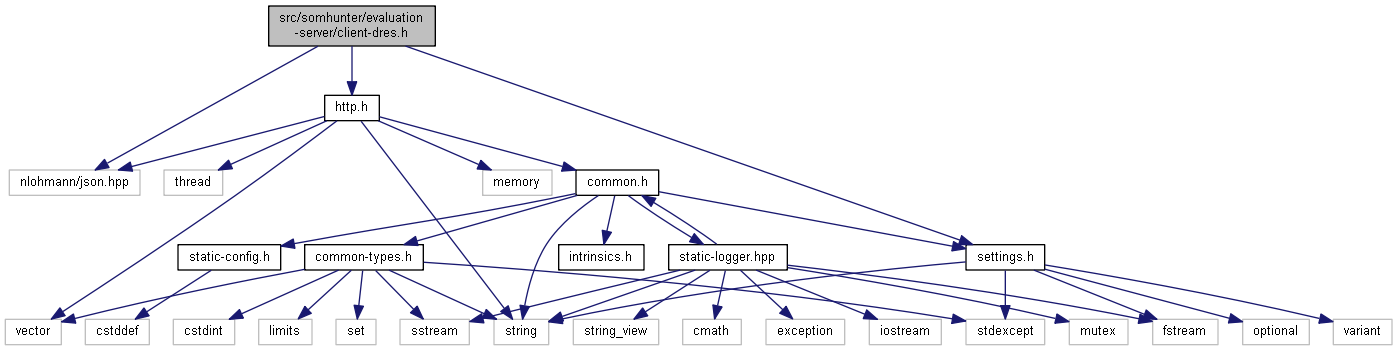 src/somhunter/evaluation
-server/client-dres.h
http.h
nlohmann/json.hpp
thread
memory
common.h
static-config.h
common-types.h
intrinsics.h
static-logger.hpp
settings.h
vector
cstddef
cstdint
limits
set
sstream
string
string_view
cmath
exception
iostream
stdexcept
mutex
fstream
optional
variant